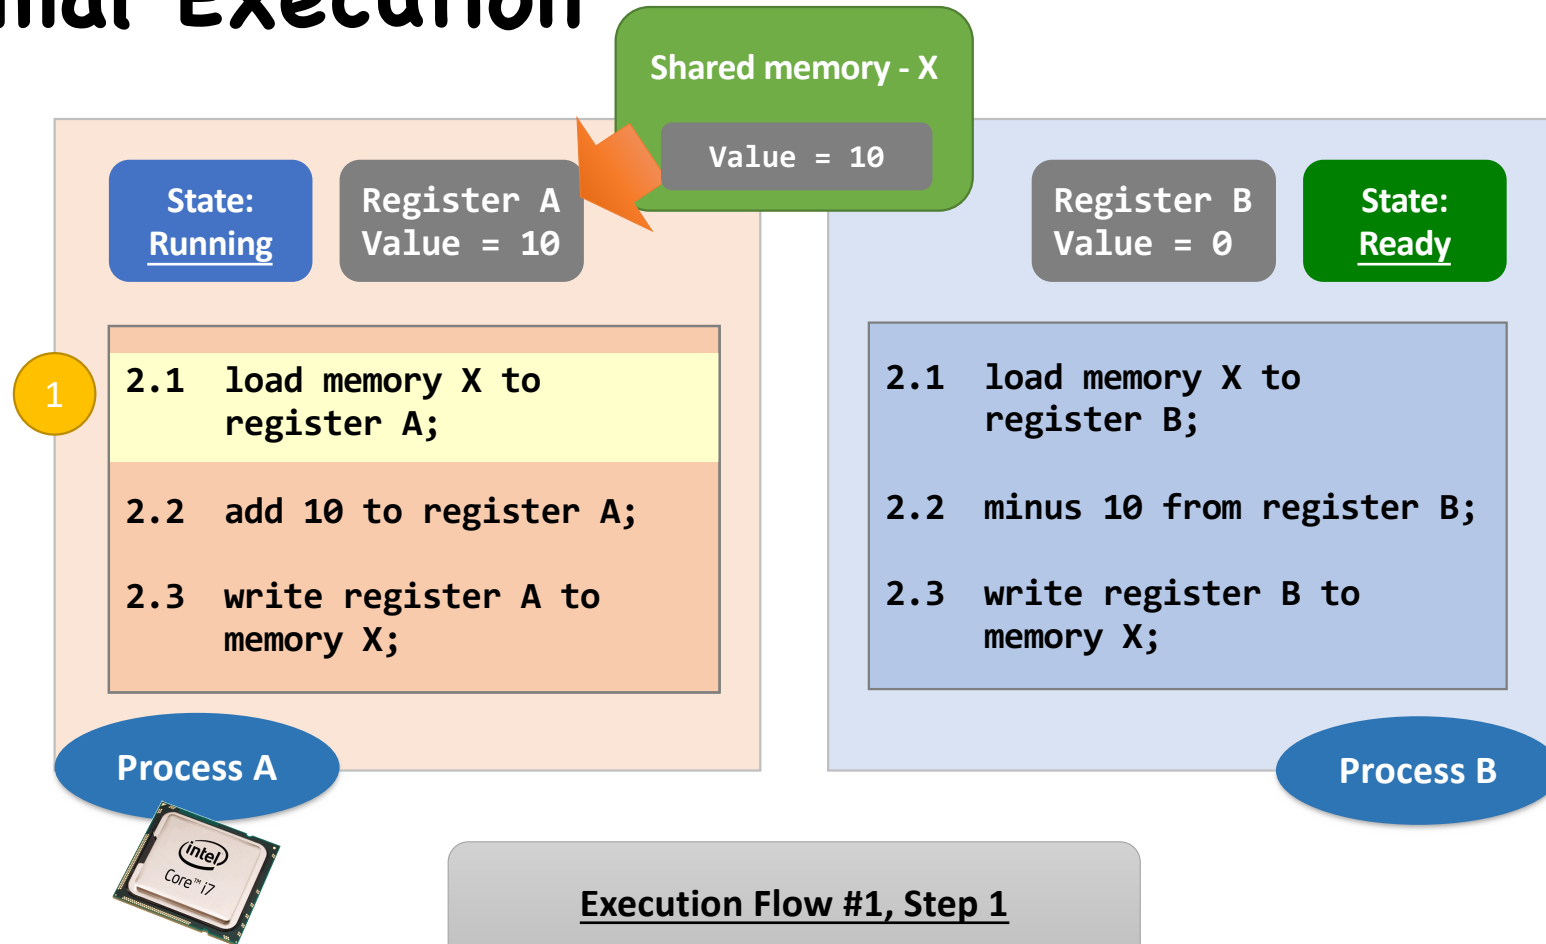 Execution
Shared memory - X
Value = 10
State:
Running
Register A
Value = 10
Register B
Value = 0
State:
Ready
1
2.1 load memory X to
register A;
2.2 add 10 to register A;
2.3 write register A to
memory X;
2.1 load memory X to
register B;
2.2 minus 10 from register B;
2.3 write register B to
memory X;
Process A
Process B
intel
Core™ i7
Execution Flow #1, Step 1